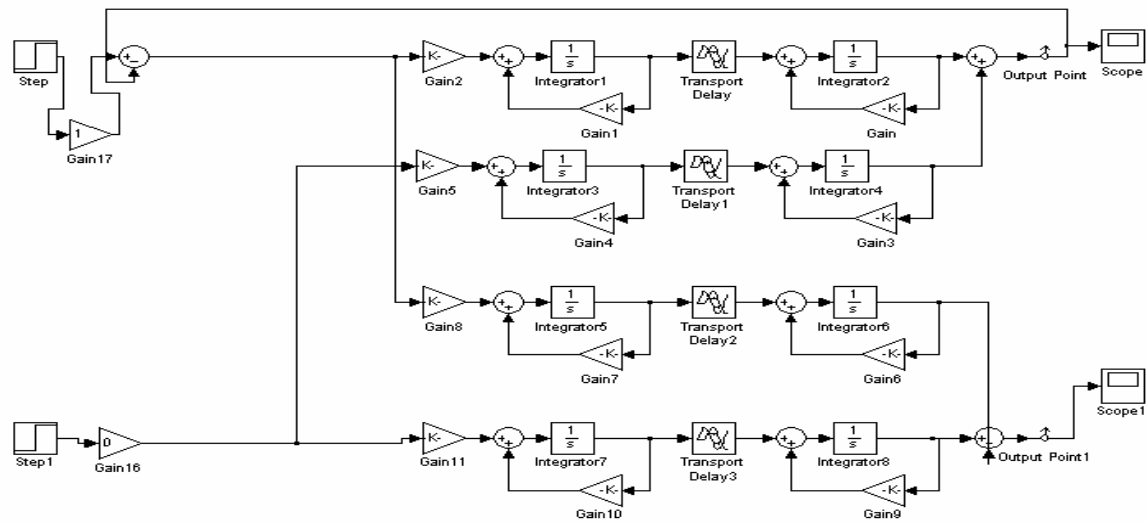 Step
1
Gain17
K-
Gain2
1
s
Integrator1
-K-
Gain1
Transport
Delay
1
s
Integrator2
-K-
Gain
Output Point
Scope
K-
Gain5
1
s
Integrator3
-K-
Gain4
Transport
Delay1
1
s
Integrator4
-K-
Gain3
K-
Gain8
1
s
Integrator5
-K-
Gain7
Transport
Delay2
1
s
Integrator6
-K-
Gain6
Scope1
Step1
0
Gain16
K-
Gain11
1
s
Integrator7
-K-
Gain10
Transport
Delay3
1
s
Integrator8
-K-
Gain9
Output Point1